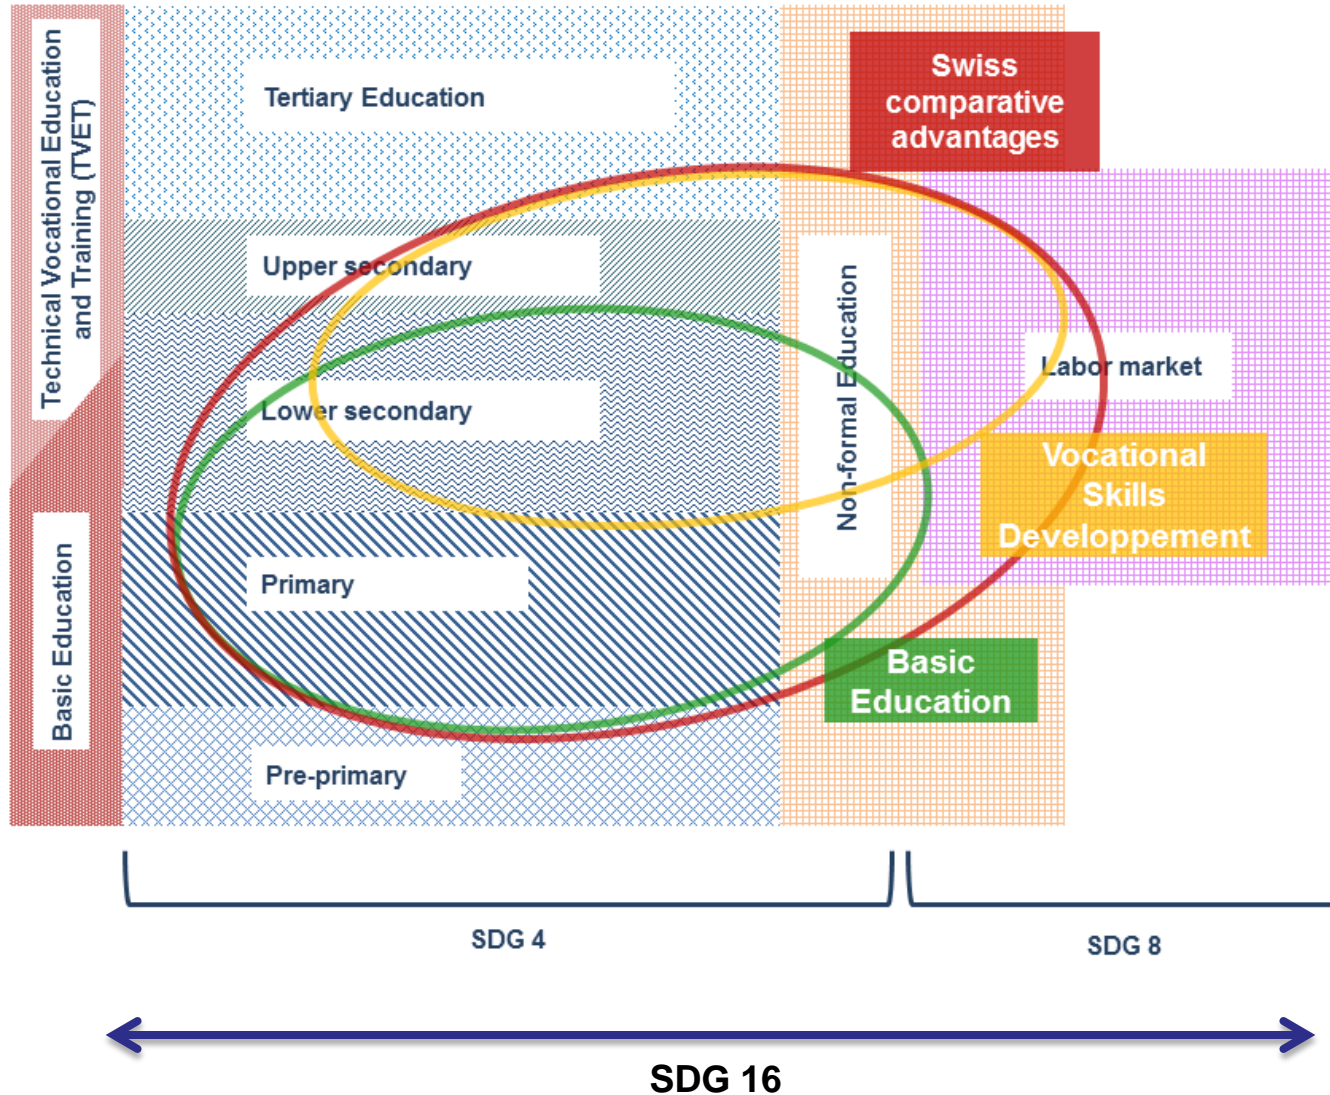 Technical Vocational Education
and Training (TVET)
Tertiary Education
Swiss
comparative
advantages
Upper secondary
Non-formal Education
Labor market
Lower secondary
Vocational
Skills
Developpement
Basic Education
Primary
Basic
Education
Pre-primary
SDG 4
SDG 8
SDG 16